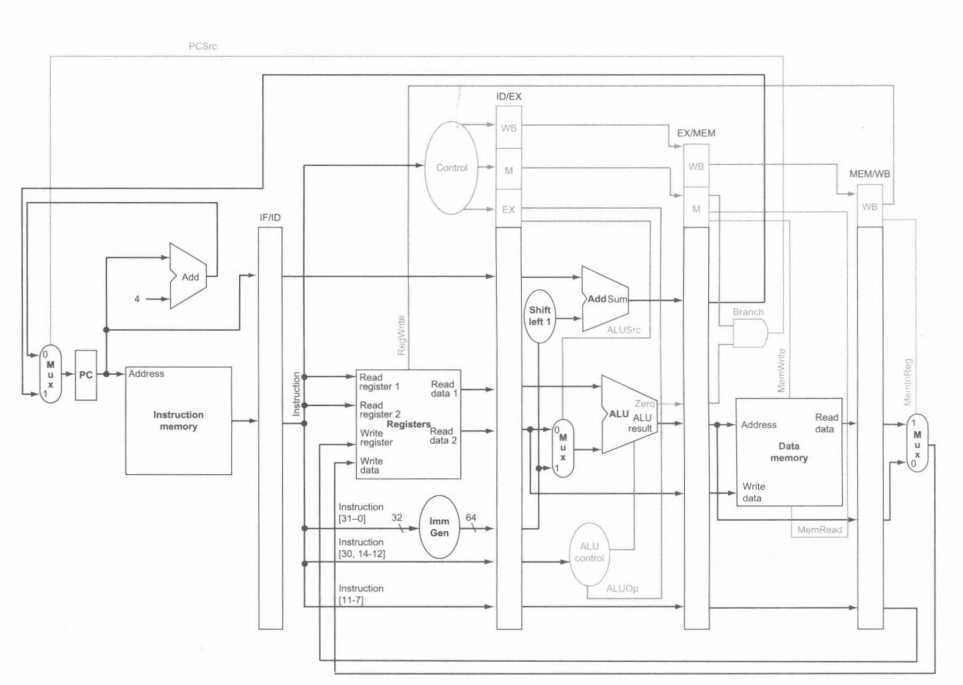 PCSrc
ID/EX
WB
EX/MEM
Control
M
WB
MEM/WB
EX
M
WB
IF/ID
Add
4
Add Sum
Shift
left 1
Branch
ALUSrc
RegWrite
0
M
u
x
1
PC
Address
Instruction
memory
Instruction
Read
register 1
Read
data 1
Read
register 2
Registers
Read
data 2
Write
register
Write
data
0
M
u
x
1
Zero
ALU
ALU
result
MemWrite
MemtoReg
Address
Read
data
Data
memory
Write
data
1
M
u
x
0
Instruction
[31–0]
32
Imm
Gen
64
MemRead
Instruction
[30, 14-12]
ALU
control
ALUOp
Instruction
[11-7]